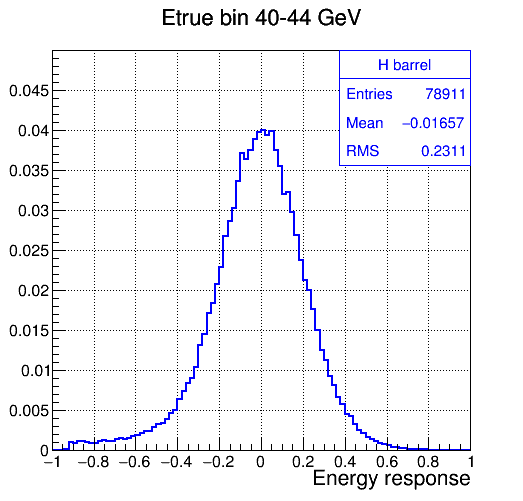 Etrue bin 40-44 GeV
H barrel
Entries 78911
Mean −0.01657
RMS 0.2311
0.045
0.04
0.035
0.03
0.025
0.02
0.015
0.01
0.005
0
−1 −0.8 −0.6 −0.4 −0.2 0 0.2 0.4 0.6 0.8 1
Energy response